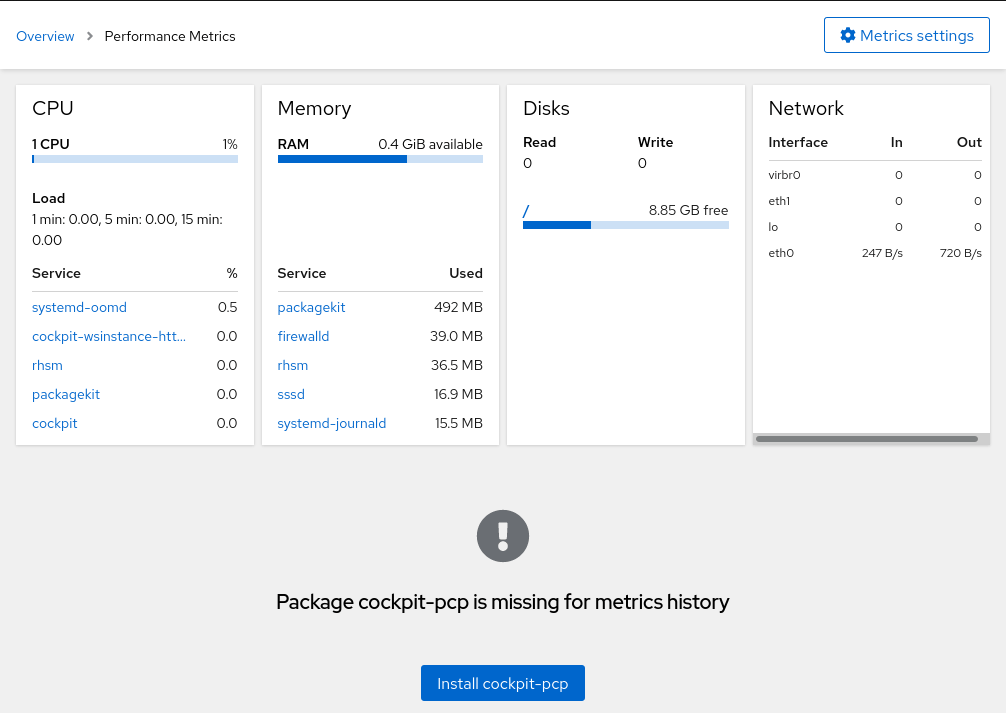 Overview > Performance Metrics
Metrics settings
CPU
1 CPU 1%
Load
1 min: 0.00, 5 min: 0.00, 15 min:
0.00
Service %
systemd-oomd 0.5
cockpit-wsinstance-htt... 0.0
rhsm 0.0
packagekit 0.0
cockpit 0.0
Memory
RAM 0.4 GiB available
Service Used
packagekit 492 MB
firewalld 39.0 MB
rhsm 36.5 MB
sssd 16.9 MB
systemd-journald 15.5 MB
Disks
Read Write
0 0
/ 8.85 GB free
Network
Interface In Out
virbr0 0 0
eth1 0 0
lo 0 0
eth0 247 B/s 720 B/s
Package cockpit-pcp is missing for metrics history
Install cockpit-pcp